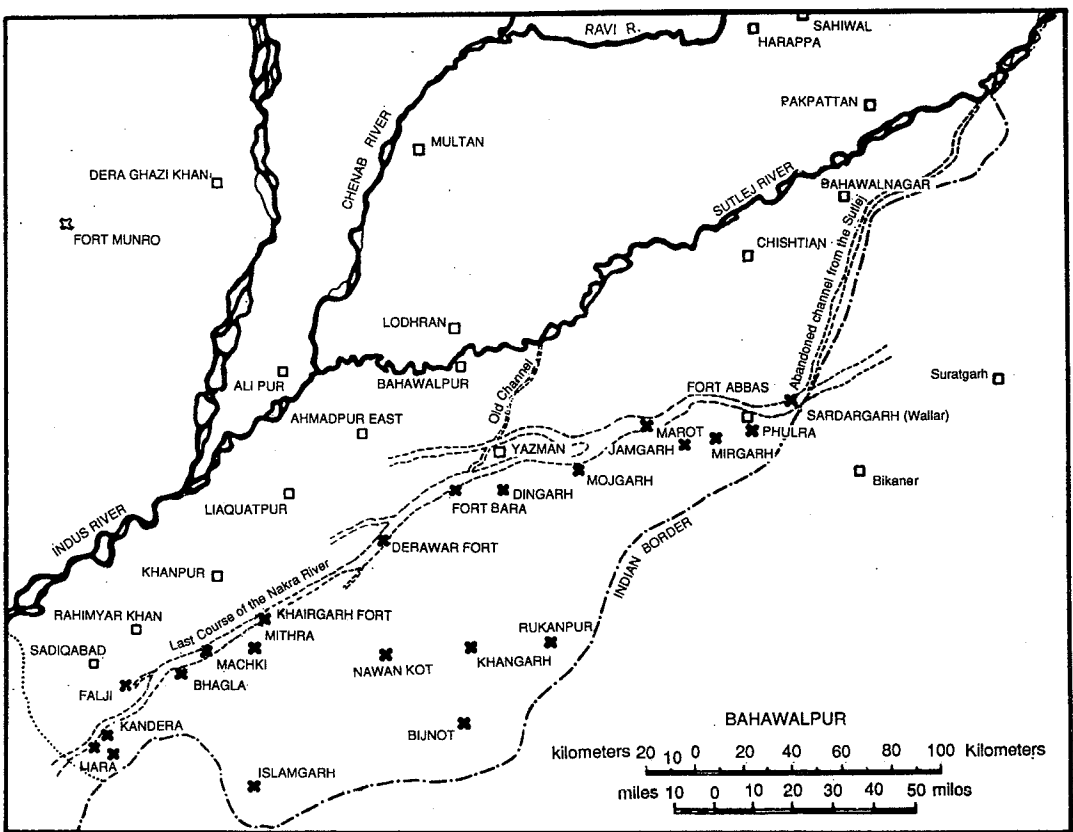 RAVI R.
SAHIWAL
HARAPPA
PAKPATTAN
CHENAB RIVER
MULTAN
DERA GHAZI KHAN
SUTLEJ RIVER
BAHAWALNAGAR
FORT MUNRO
CHISHTIAN
Abandoned channel from the Sutlej
LODHRAN
BAHAWALPUR
ALI PUR
Old Channel
FORT ABBAS
Suratgarh
AHMADPUR EAST
SARDARGARH (Wallar)
MAROT
PHULRA
YAZMAN
JAMGARH
MIRGARH
MOJGARH
Bikaner
DINGARH
LIAQUATPUR
FORT BARA
INDUS RIVER
DERAWAR FORT
INDIAN BORDER
KHANPUR
Last Course of the Nakra River
KHAIRGARH FORT
RAHIMYAR KHAN
MITHRA
RUKANPUR
SADIQABAD
MACHKI
KHANGARH
NAWAN KOT
BHAGLA
FALJI
KANDERA
BIJNOT
BAHAWALPUR
LIARA
kilometers 20 10 0 20 40 60 80 100 Kilometers
ISLAMGARH
miles 10 0 10 20 30 40 50 milos